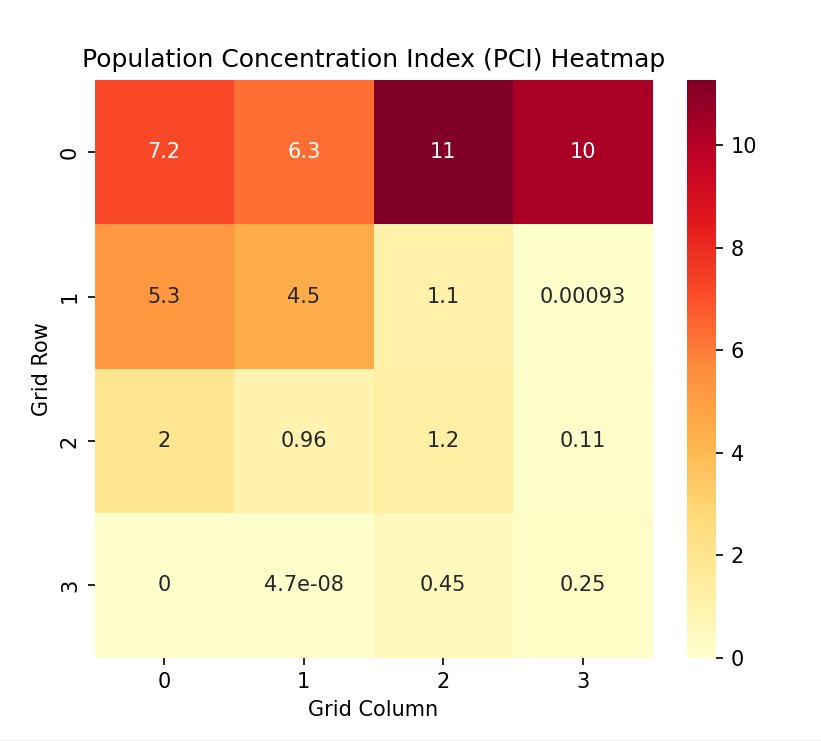 Population Concentration Index (PCI) Heatmap
0 7.2 6.3 11 10
1 5.3 4.5 1.1 0.00093
2 2 0.96 1.2 0.11
3 0 4.7e-08 0.45 0.25
0 1 2 3
Grid Column
Grid Row
10
8
6
4
2
0